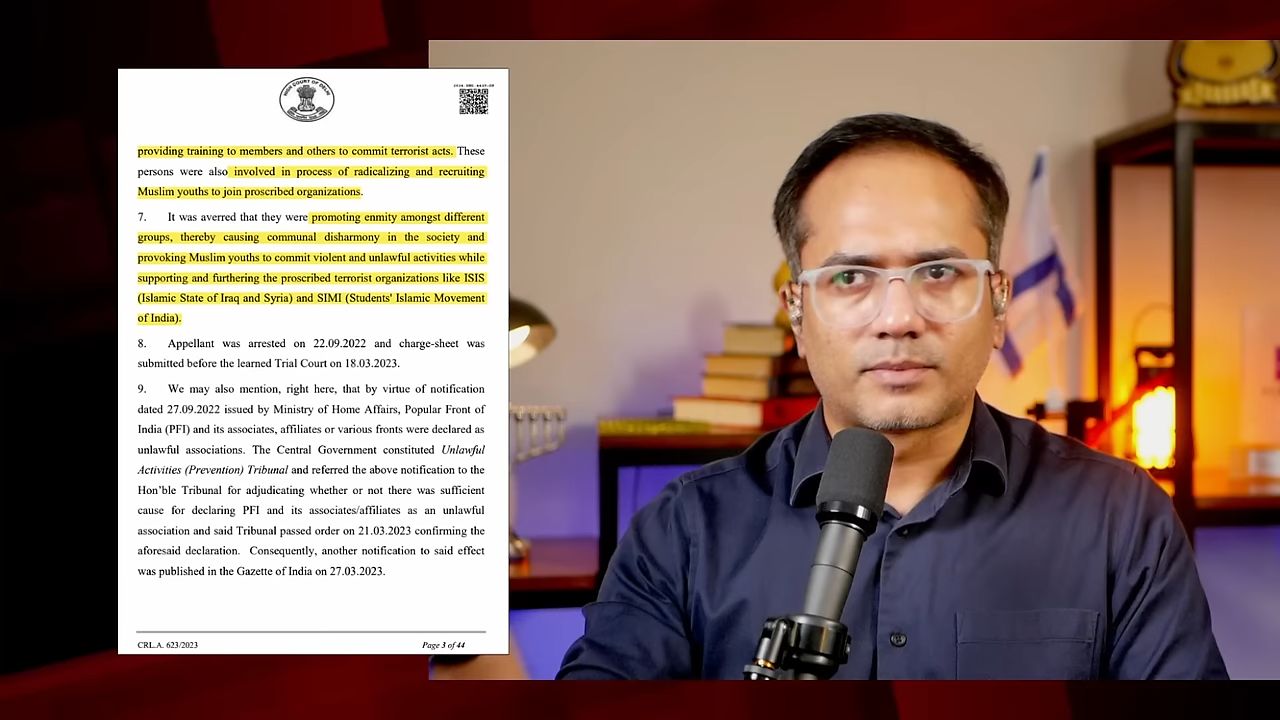 HIGH COURT OF DELHI
providing training to members and others to commit terrorist acts. These
persons were also involved in process of radicalizing and recruiting
Muslim youths to join proscribed organizations.
7. It was averred that they were promoting enmity amongst different
groups, thereby causing communal disharmony in the society and
provoking Muslim youths to commit violent and unlawful activities while
supporting and furthering the proscribed terrorist organizations like ISIS
(Islamic State of Iraq and Syria) and SIMI (Students' Islamic Movement
of India).
8. Appellant was arrested on 22.09.2022 and charge-sheet was
submitted before the learned Trial Court on 18.03.2023.
9. We may also mention, right here, that by virtue of notification
dated 27.09.2022 issued by Ministry of Home Affairs, Popular Front of
India (PFI) and its associates, affiliates or various fronts were declared as
unlawful associations. The Central Government constituted Unlawful
Activities (Prevention) Tribunal and referred the above notification to the
Hon’ble Tribunal for adjudicating whether or not there was sufficient
cause for declaring PFI and its associates/affiliates as an unlawful
association and said Tribunal passed order on 21.03.2023 confirming the
aforesaid declaration. Consequently, another notification to said effect
was published in the Gazette of India on 27.03.2023.
CRL.A. 623/2023 Page 3 of 44